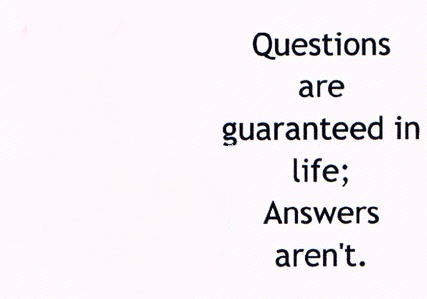 Questions
are
guaranteed in
life;
Answers
aren't.